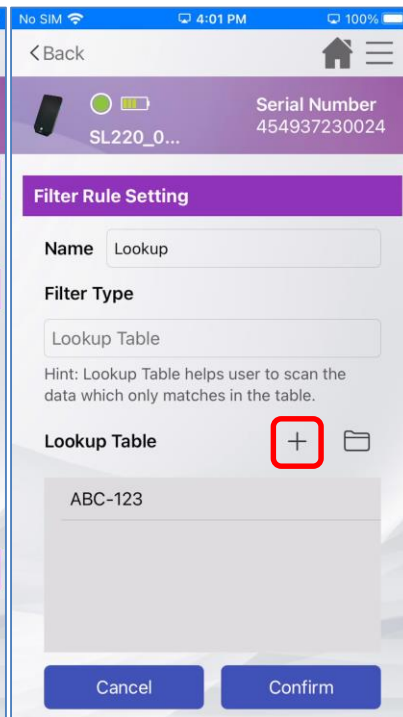 No SIM 4:01 PM 100%
Back
Serial Number
SL220_0... 454937230024
Filter Rule Setting
Name Lookup
Filter Type
Lookup Table
Hint: Lookup Table helps user to scan the
data which only matches in the table.
Lookup Table
ABC-123
Cancel Confirm